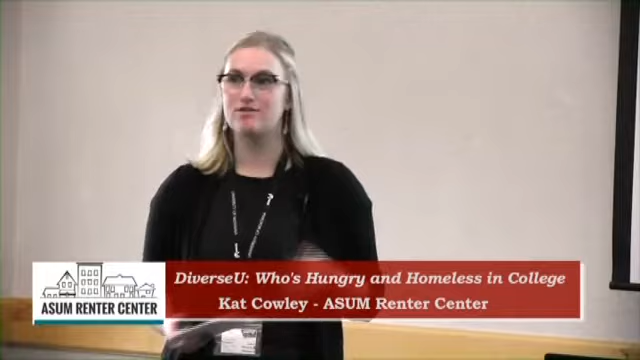 DiverseU: Who's Hungry and Homeless in College
Kat Cowley - ASUM Renter Center
ASUM RENTER CENTER